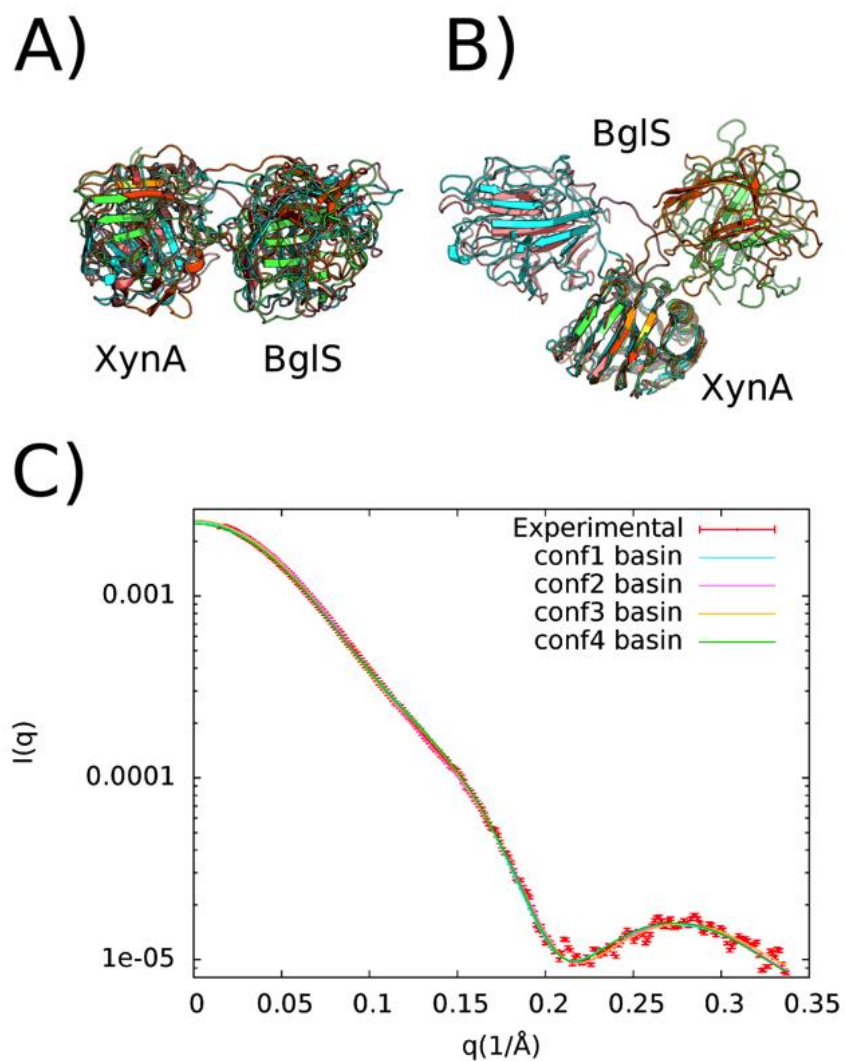 A)
B)
BglS
XynA
BglS
XynA
C)
Experimental
conf1 basin
conf2 basin
conf3 basin
conf4 basin
0.001
0.0001
1e-05
I(q)
0
0.05
0.1
0.15
0.2
0.25
0.3
0.35
q(1/Å)